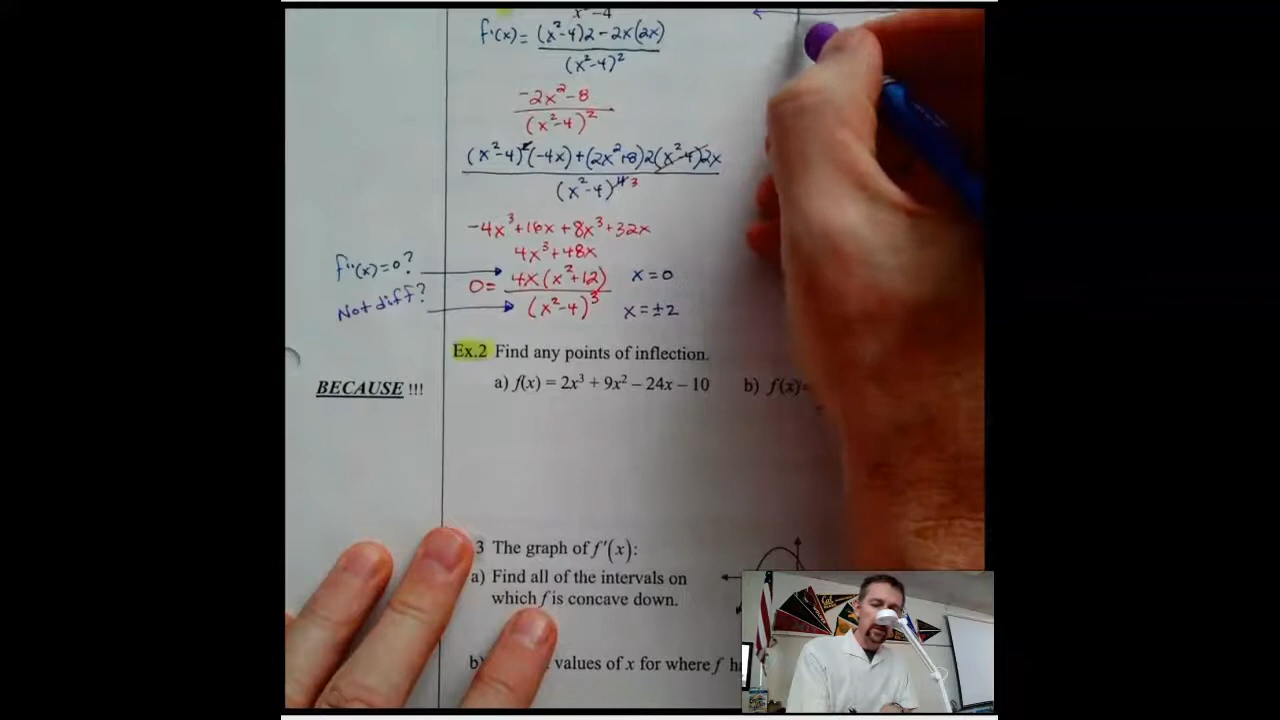 x²-4
f'(x) = (x²-4)2 - 2x(2x)
(x²-4)²
-2x²-8
(x²-4)²
(x²-4)²(-4x)+(2x²+8)2(x²-4)2x
(x²-4)⁴ 3
-4x³+16x+8x³+32x
4x³+48x
f''(x)=0? 0= 4x(x²+12) x=0
Not diff? (x²-4)³ x=±2
Ex.2 Find any points of inflection.
BECAUSE !!! a) f(x) = 2x³ + 9x² – 24x – 10 b) f(x)=
3 The graph of f′(x):
a) Find all of the intervals on
which f is concave down.
b) values of x for where f